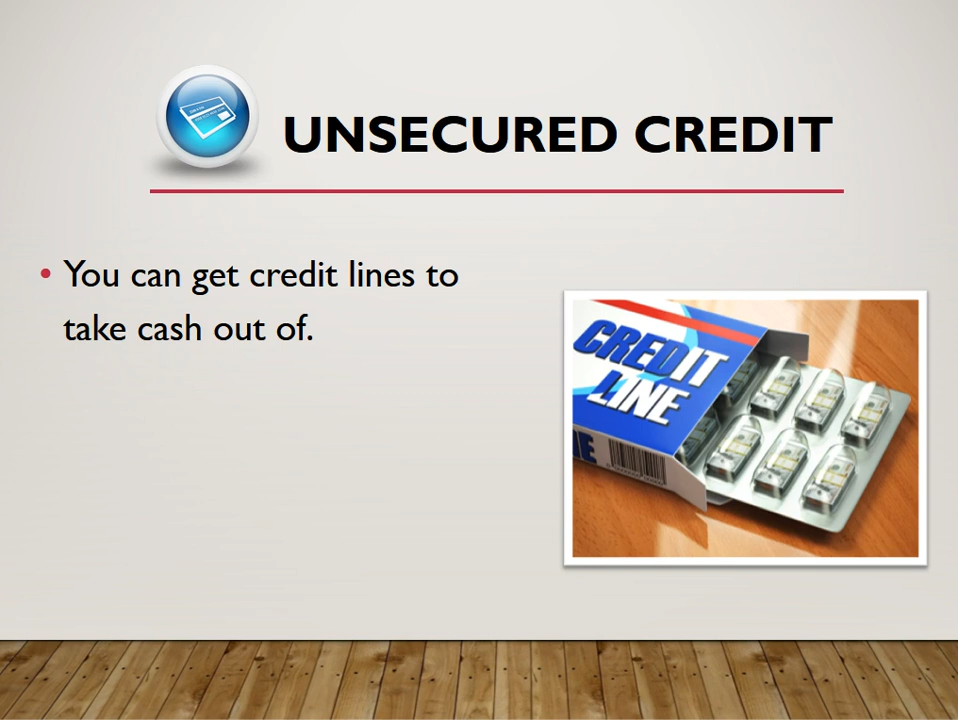 UNSECURED CREDIT
• You can get credit lines to
take cash out of.
CREDIT
LINE